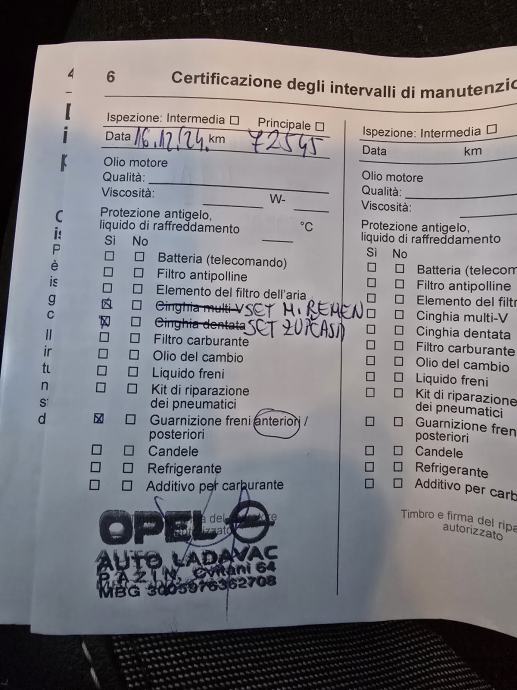 6 Certificazione degli intervalli di manutenzio
Ispezione: Intermedia ☐ Principale ☐
Data 16.12.24. km 72545
Olio motore
Qualità:
Viscosità: W-
Protezione antigelo,
liquido di raffreddamento °C
Sì No
☐ ☐ Batteria (telecomando)
☐ ☐ Filtro antipolline
☐ ☐ Elemento del filtro dell'aria
☒ ☐ Cinghia multi-V SET M. REMEN
☒ ☐ Cinghia dentata SET ZUPČASTI
☐ ☐ Filtro carburante
☐ ☐ Olio del cambio
☐ ☐ Liquido freni
☐ ☐ Kit di riparazione
dei pneumatici
☒ ☐ Guarnizione freni anteriori /
posteriori
☐ ☐ Candele
☐ ☐ Refrigerante
☐ ☐ Additivo per carburante
OPEL
AUTO LADAVAC
PAZIN, 64
MBG 3005976362708
Ispezione: Intermedia ☐
Data km
Olio motore
Qualità:
Viscosità:
Protezione antigelo,
liquido di raffreddamento
Sì No
☐ ☐ Batteria (telecom
☐ ☐ Filtro antipolline
☐ ☐ Elemento del filtr
☐ ☐ Cinghia multi-V
☐ ☐ Cinghia dentata
☐ ☐ Filtro carburante
☐ ☐ Olio del cambio
☐ ☐ Liquido freni
☐ ☐ Kit di riparazione
dei pneumatici
☐ ☐ Guarnizione fren
posteriori
☐ ☐ Candele
☐ ☐ Refrigerante
☐ ☐ Additivo per carb
Timbro e firma del ripa
autorizzato